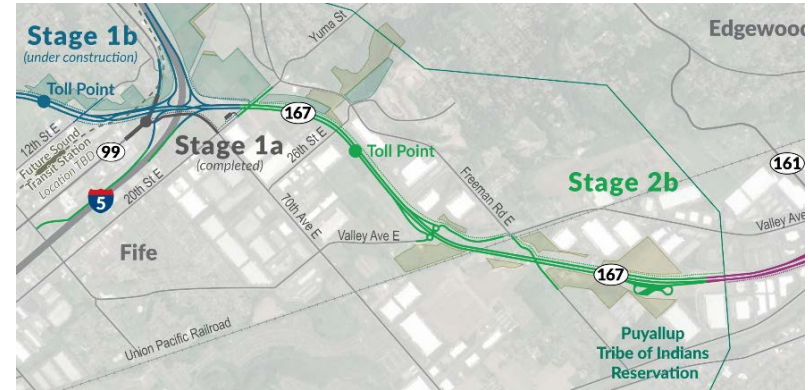 Stage 1b
(under construction)
Toll Point
Yuma St
Edgewood
12th St E
Future Sound
Transit Station
Location TBD
99
5
20th St E
Stage 1a
(completed)
167
26th St E
Toll Point
70th Ave E
Freeman Rd E
161
Stage 2b
Valley Ave
Fife
Valley Ave E
167
Union Pacific Railroad
Puyallup
Tribe of Indians
Reservation